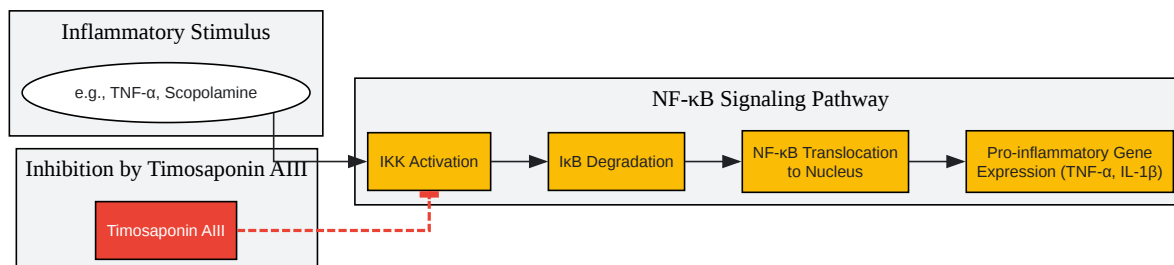 Inflammatory Stimulus
e.g., TNF-α, Scopolamine
NF-κB Signaling Pathway
IKK Activation
IκB Degradation
NF-κB Translocation
to Nucleus
Pro-inflammatory Gene
Expression (TNF-α, IL-1β)
Inhibition by Timosaponin AIII
Timosaponin AIII